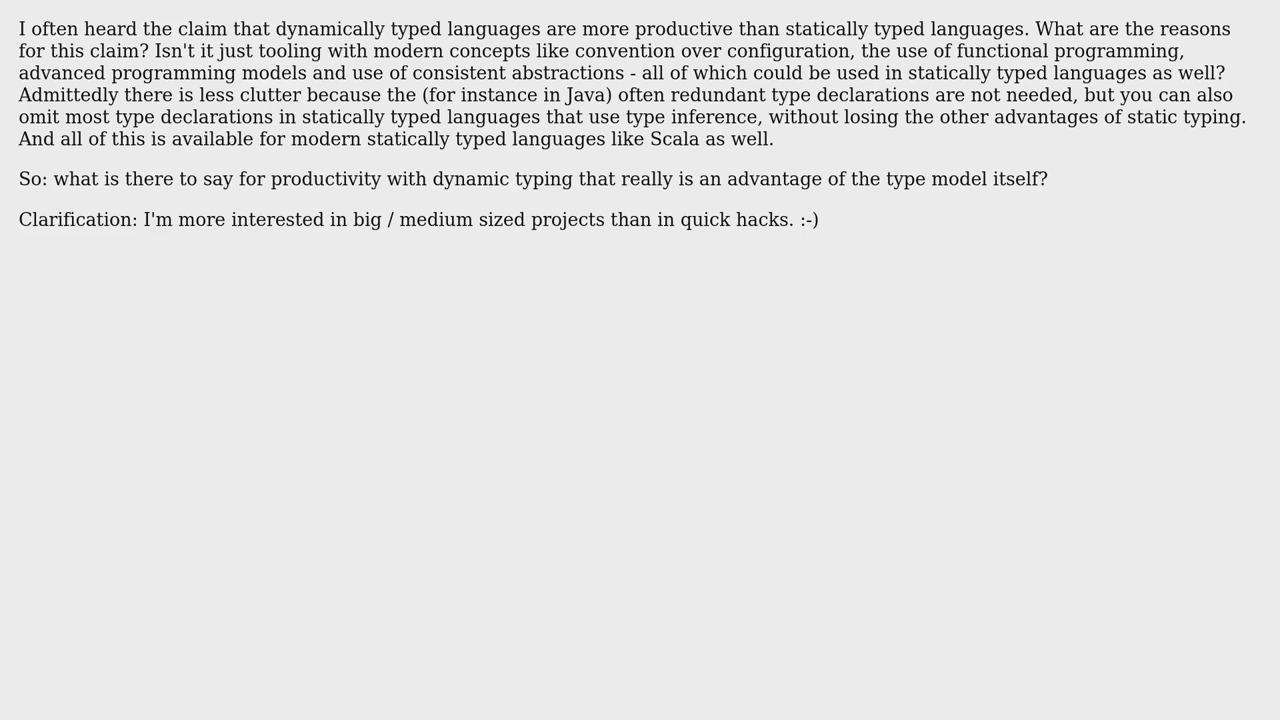 I often heard the claim that dynamically typed languages are more productive than statically typed languages. What are the reasons
for this claim? Isn't it just tooling with modern concepts like convention over configuration, the use of functional programming,
advanced programming models and use of consistent abstractions - all of which could be used in statically typed languages as well?
Admittedly there is less clutter because the (for instance in Java) often redundant type declarations are not needed, but you can also
omit most type declarations in statically typed languages that use type inference, without losing the other advantages of static typing.
And all of this is available for modern statically typed languages like Scala as well.
So: what is there to say for productivity with dynamic typing that really is an advantage of the type model itself?
Clarification: I'm more interested in big / medium sized projects than in quick hacks. :-)